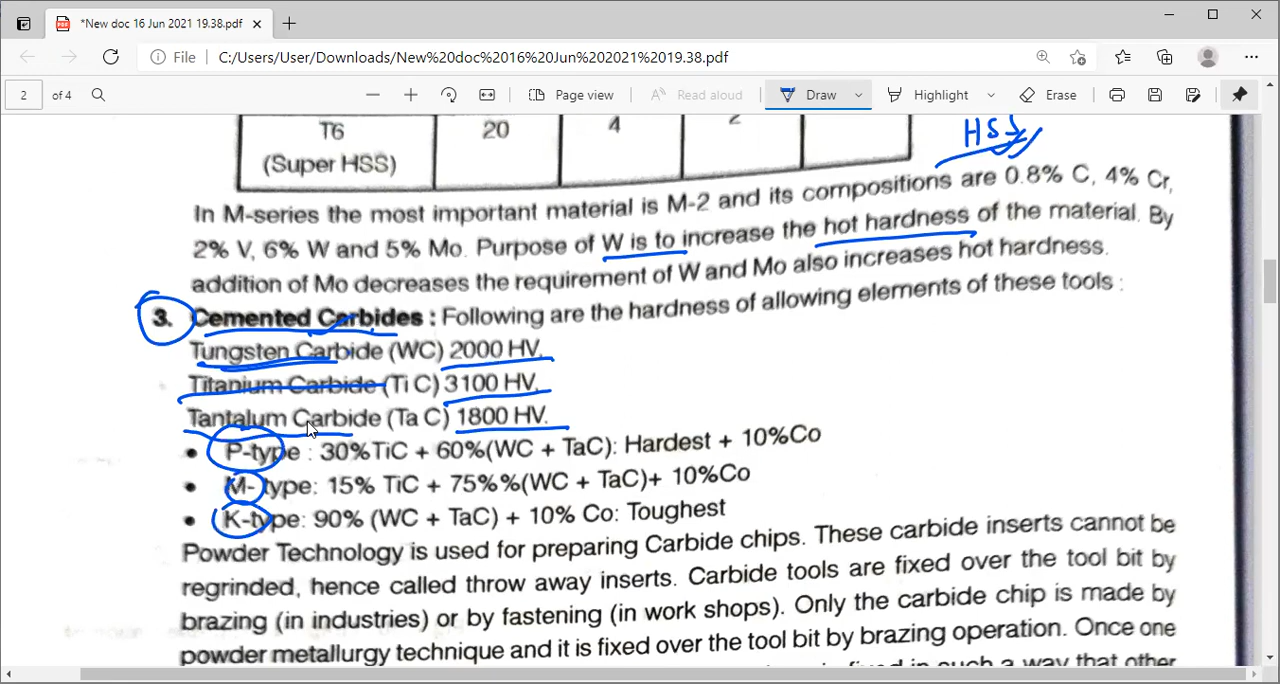 *New doc 16 Jun 2021 19.38.pdf
File C:/Users/User/Downloads/New%20doc%2016%20Jun%202021%2019.38.pdf
2 of 4 Page view Read aloud Draw Highlight Erase
T6 20 4 2
(Super HSS)
HSS
In M-series the most important material is M-2 and its compositions are 0.8% C, 4% Cr,
2% V, 6% W and 5% Mo. Purpose of W is to increase the hot hardness of the material. By
addition of Mo decreases the requirement of W and Mo also increases hot hardness.
3. Cemented Carbides : Following are the hardness of allowing elements of these tools :
Tungsten Carbide (WC) 2000 HV.
Titanium Carbide (Ti C) 3100 HV.
Tantalum Carbide (Ta C) 1800 HV.
• P-type : 30%TiC + 60%(WC + TaC): Hardest + 10%Co
• M-type: 15% TiC + 75%%(WC + TaC)+ 10%Co
• K-type: 90% (WC + TaC) + 10% Co: Toughest
Powder Technology is used for preparing Carbide chips. These carbide inserts cannot be
regrinded, hence called throw away inserts. Carbide tools are fixed over the tool bit by
brazing (in industries) or by fastening (in work shops). Only the carbide chip is made by
powder metallurgy technique and it is fixed over the tool bit by brazing operation. Once one
fixed in such a way that other